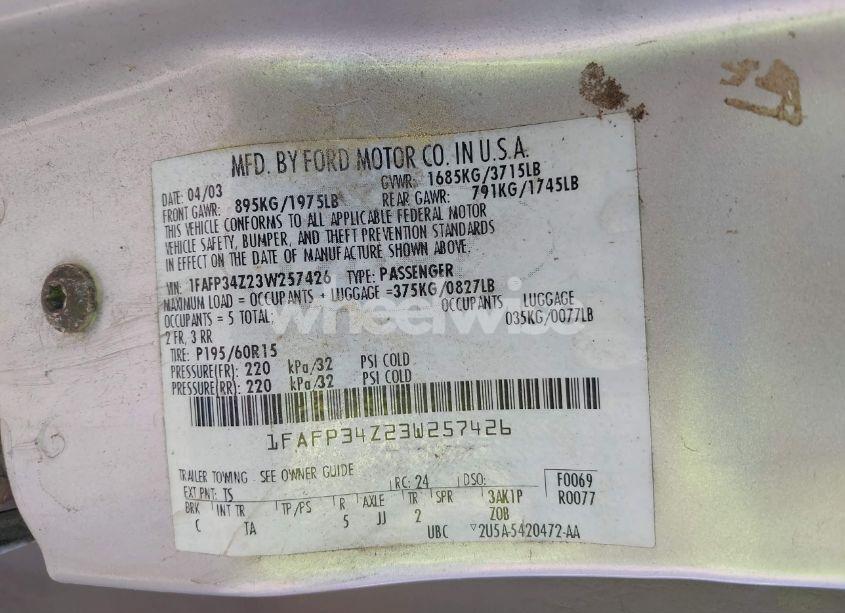 MFD. BY FORD MOTOR CO. IN U.S.A.
DATE: 04/03 GVWR: 1685KG/3715LB
FRONT GAWR: 895KG/1975LB REAR GAWR: 791KG/1745LB
THIS VEHICLE CONFORMS TO ALL APPLICABLE FEDERAL MOTOR
VEHICLE SAFETY, BUMPER, AND THEFT PREVENTION STANDARDS
IN EFFECT ON THE DATE OF MANUFACTURE SHOWN ABOVE.
VIN: 1FAFP34Z23W257426 TYPE: PASSENGER
MAXIMUM LOAD = OCCUPANTS + LUGGAGE =375KG/0827LB
OCCUPANTS = 5 TOTAL: OCCUPANTS LUGGAGE
2 FR, 3 RR 035KG/0077LB
wheelwise
TIRE: P195/60R15
PRESSURE(FR): 220 kPa/32 PSI COLD
PRESSURE(RR): 220 kPa/32 PSI COLD
1FAFP34Z23W257426
TRAILER TOWING - SEE OWNER GUIDE
EXT PNT: TS RC: 24 DSO: F0069
BRK INT TR TP/PS R AXLE TR SPR 3AK1P R0077
C TA 5 JJ 2 Z0B
UBC ▽2U5A-5420472-AA